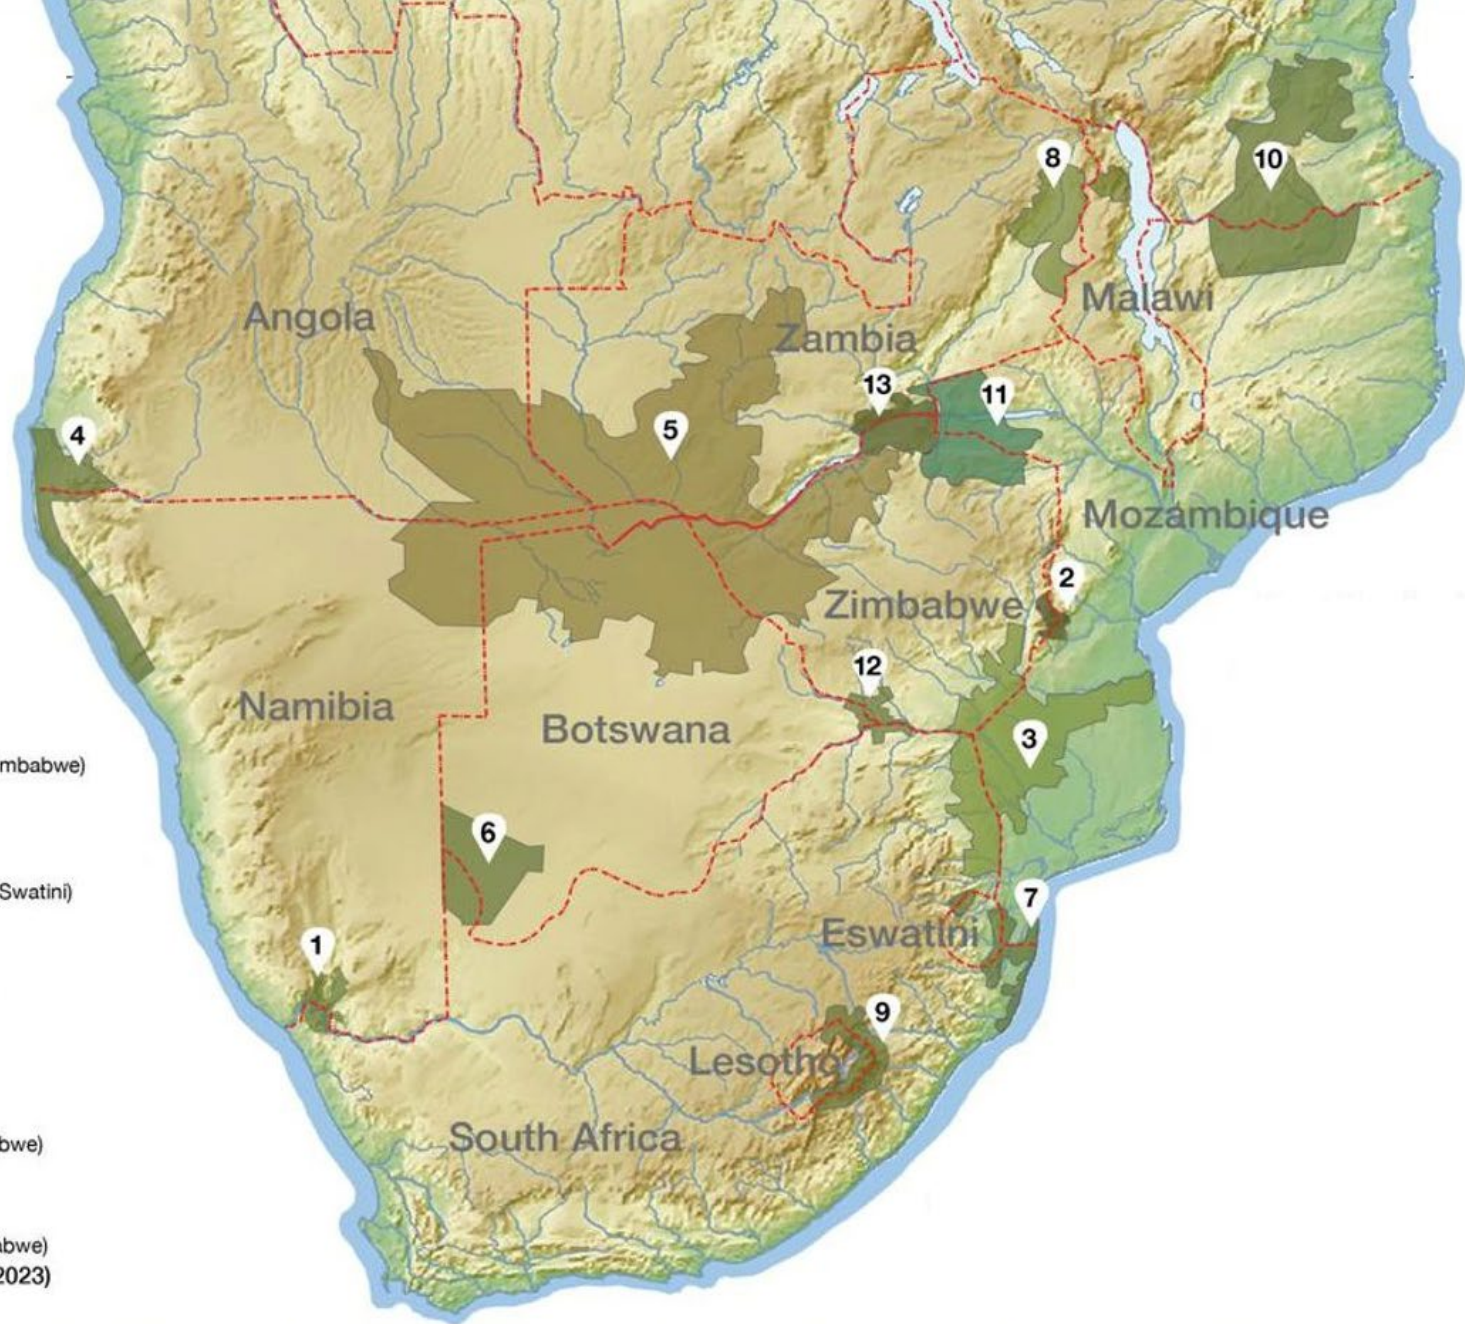 8
10
Angola
Malawi
Zambia
13
11
4
5
Mozambique
2
Zimbabwe
12
Namibia
Botswana
3
mbabwe)
6
Swatini)
7
1
Eswatini
9
Lesotho
South Africa
bwe)
abwe)
2023)